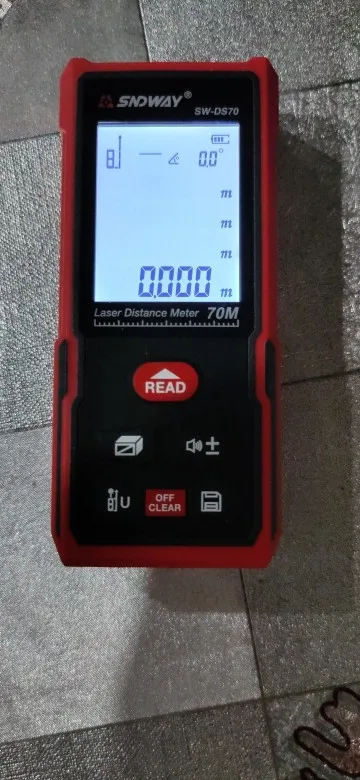 SNDWAY®
SW-DS70
0.0°
m
m
m
0.000 m
Laser Distance Meter 70M
READ
±
U
OFF
CLEAR